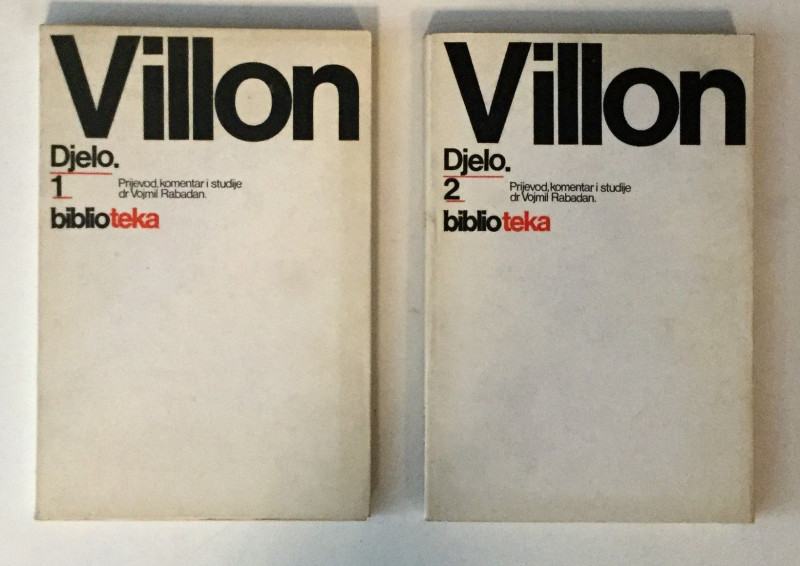 Villon
Djelo.
1
Prijevod, komentar i studije
dr Vojmil Rabadan.
biblioteka
Villon
Djelo.
2
Prijevod, komentar i studije
dr Vojmil Rabadan.
biblioteka